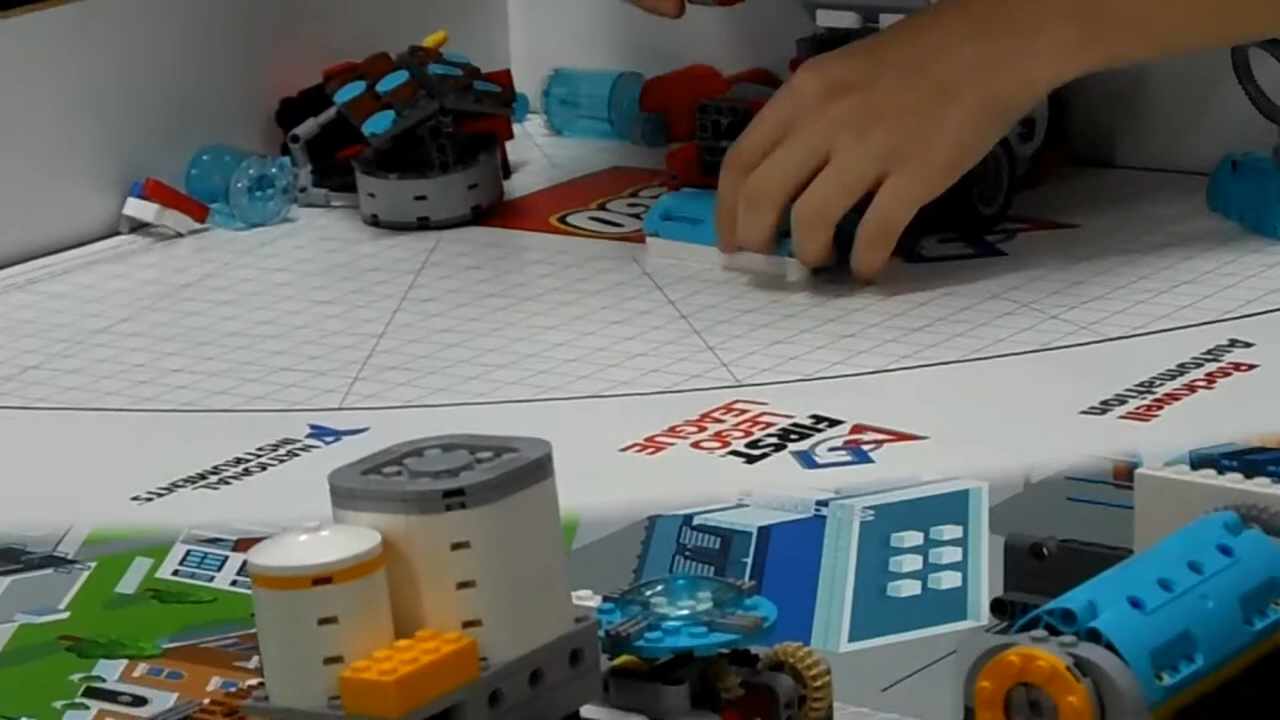 NATIONAL
INSTRUMENTS
FIRST
LEGO
LEAGUE
Rockwell
Automation